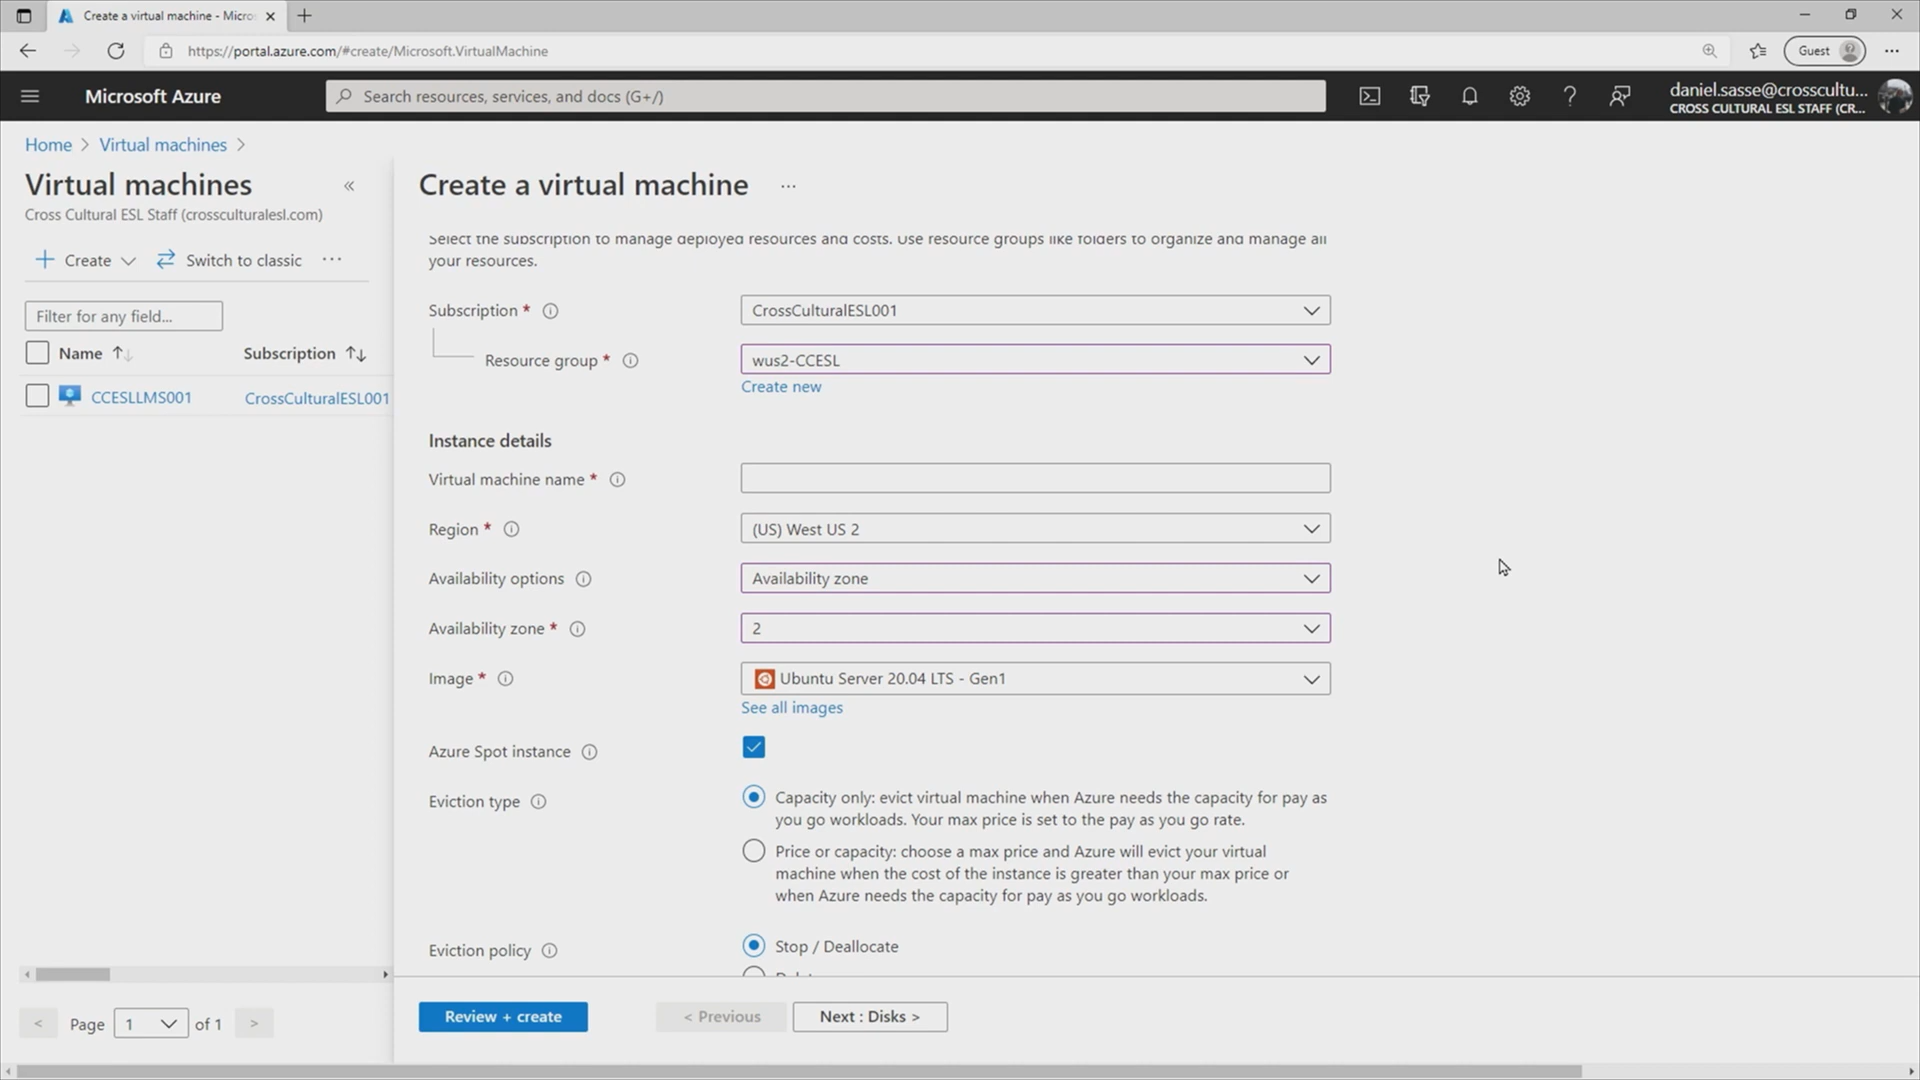 Create a virtual machine - Micros
https://portal.azure.com/#create/Microsoft.VirtualMachine
Guest
Microsoft Azure
Search resources, services, and docs (G+/)
daniel.sasse@crosscultu...
CROSS CULTURAL ESL STAFF (CR...
Home > Virtual machines >
Virtual machines
Cross Cultural ESL Staff (crossculturalesl.com)
Create
Switch to classic
Filter for any field...
Name
Subscription
CCESLLMS001
CrossCulturalESL001
Page 1 of 1
Create a virtual machine
Select the subscription to manage deployed resources and costs. Use resource groups like folders to organize and manage all
your resources.
Subscription *
CrossCulturalESL001
Resource group *
wus2-CCESL
Create new
Instance details
Virtual machine name *
Region *
(US) West US 2
Availability options
Availability zone
Availability zone *
2
Image *
Ubuntu Server 20.04 LTS - Gen1
See all images
Azure Spot instance
Eviction type
Capacity only: evict virtual machine when Azure needs the capacity for pay as
you go workloads. Your max price is set to the pay as you go rate.
Price or capacity: choose a max price and Azure will evict your virtual
machine when the cost of the instance is greater than your max price or
when Azure needs the capacity for pay as you go workloads.
Eviction policy
Stop / Deallocate
Review + create
< Previous
Next : Disks >